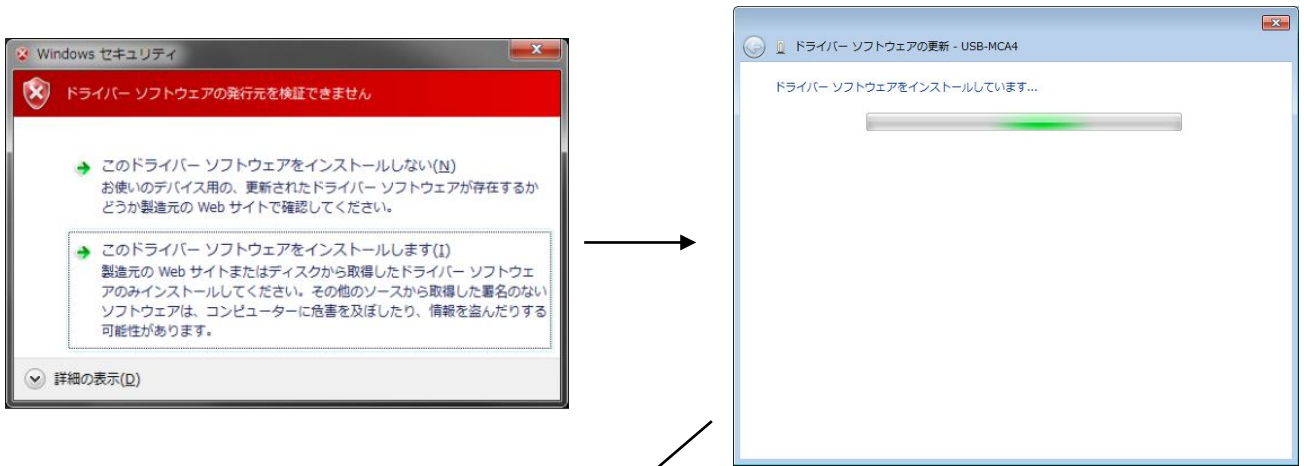 Windows セキュリティ
ドライバー ソフトウェアの発行元を検証できません
このドライバー ソフトウェアをインストールしない(N)
お使いのデバイス用の、更新されたドライバー ソフトウェアが存在するか
どうか製造元の Web サイトで確認してください。
このドライバー ソフトウェアをインストールします(I)
製造元の Web サイトまたはディスクから取得したドライバー ソフトウェ
アのみインストールしてください。その他のソースから取得した署名のない
ソフトウェアは、コンピューターに危害を及ぼしたり、情報を盗んだりする
可能性があります。
詳細の表示(D)
ドライバー ソフトウェアの更新 - USB-MCA4
ドライバー ソフトウェアをインストールしています...